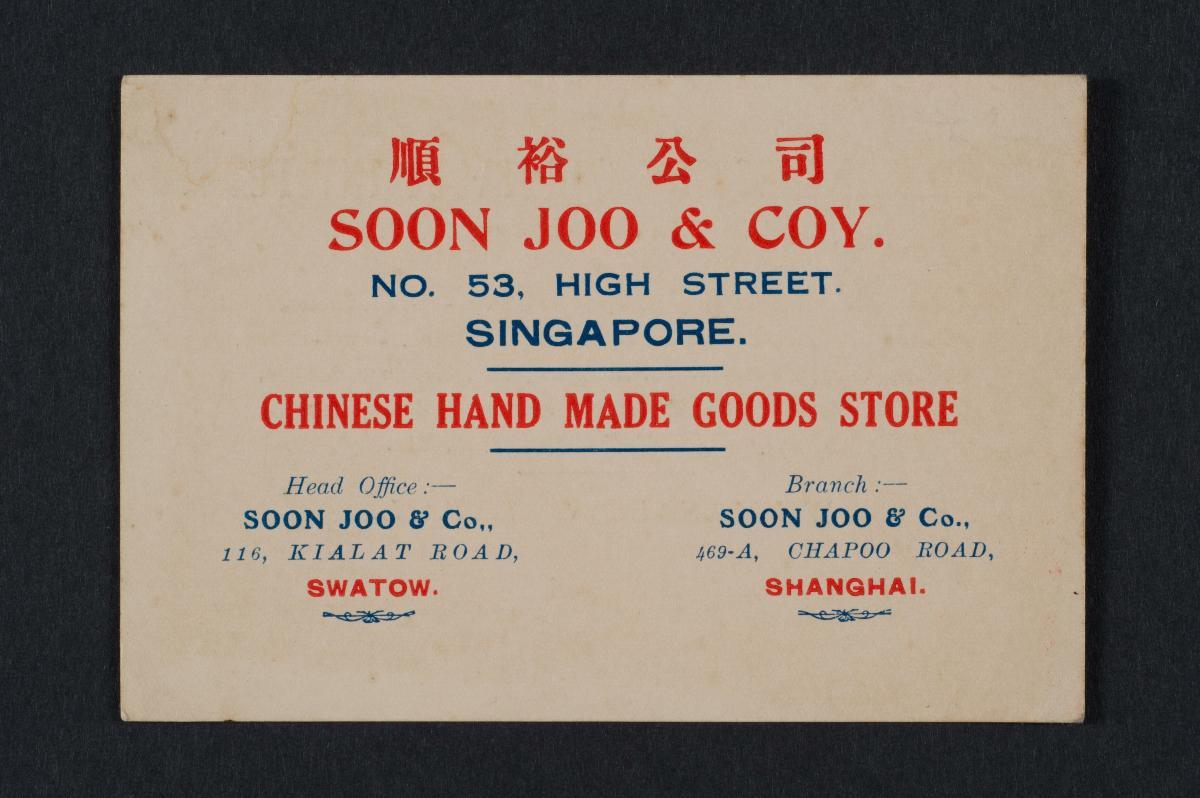 順裕公司
SOON JOO & COY.
NO. 53, HIGH STREET.
SINGAPORE.
CHINESE HAND MADE GOODS STORE
Head Office :—
SOON JOO & Co.,,
116, KIALAT ROAD,
SWATOW.
Branch :—
SOON JOO & Co.,
469-A, CHAPOO ROAD,
SHANGHAI.